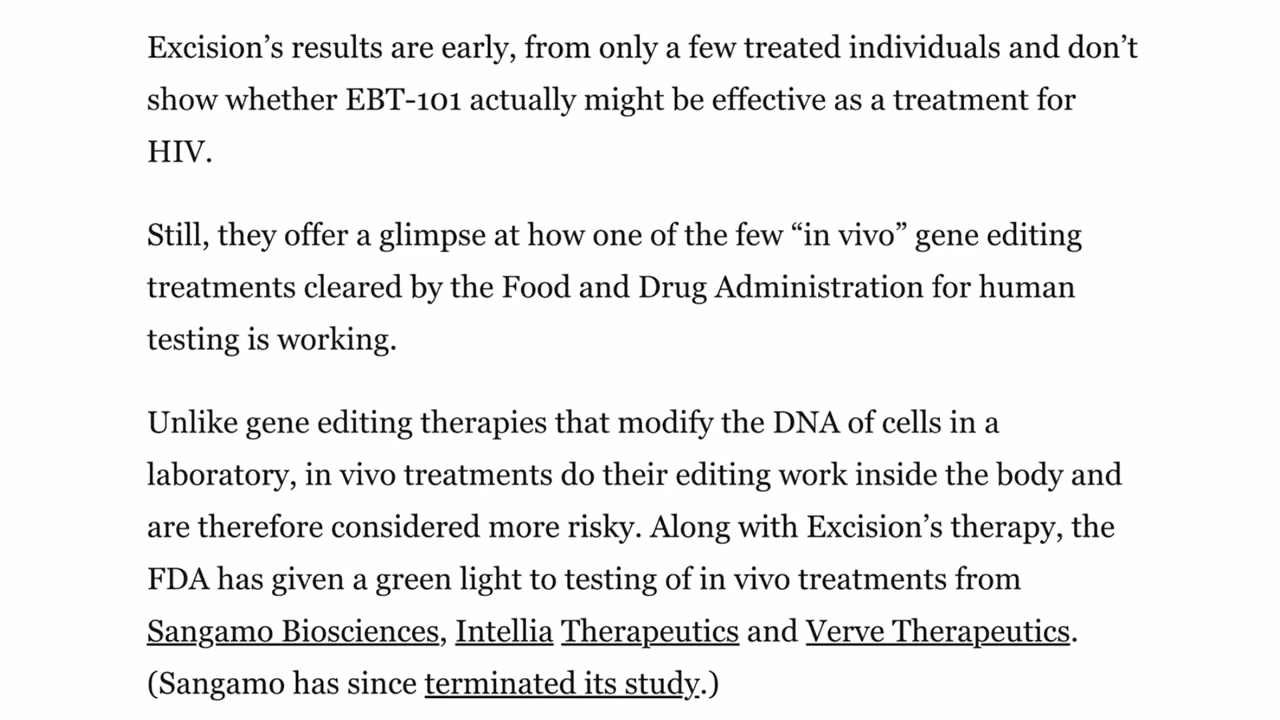 Excision’s results are early, from only a few treated individuals and don’t
show whether EBT-101 actually might be effective as a treatment for
HIV.
Still, they offer a glimpse at how one of the few “in vivo” gene editing
treatments cleared by the Food and Drug Administration for human
testing is working.
Unlike gene editing therapies that modify the DNA of cells in a
laboratory, in vivo treatments do their editing work inside the body and
are therefore considered more risky. Along with Excision’s therapy, the
FDA has given a green light to testing of in vivo treatments from
Sangamo Biosciences, Intellia Therapeutics and Verve Therapeutics.
(Sangamo has since terminated its study.)